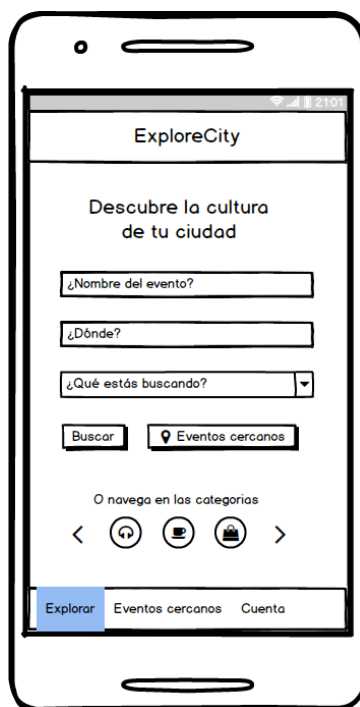 21:01
ExploreCity
Descubre la cultura
de tu ciudad
¿Nombre del evento?
¿Dónde?
¿Qué estás buscando?
Buscar
Eventos cercanos
O navega en las categorias
Explorar Eventos cercanos Cuenta